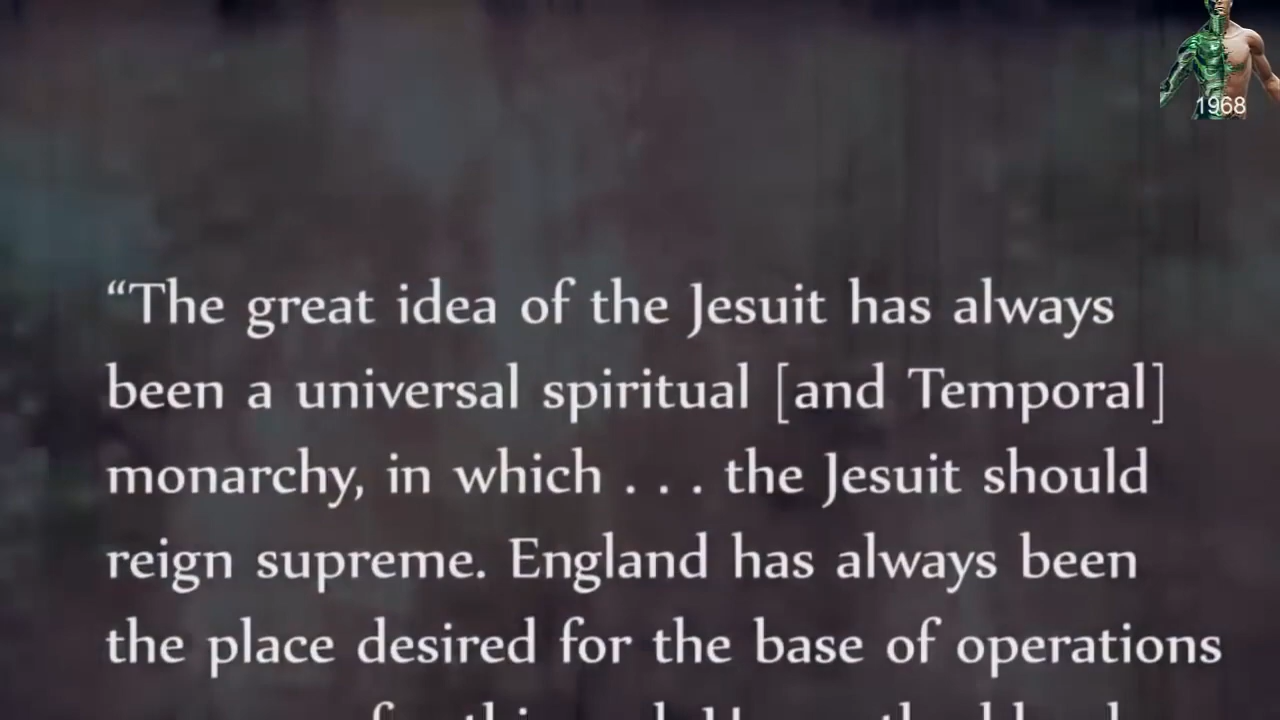 1968
“The great idea of the Jesuit has always
been a universal spiritual [and Temporal]
monarchy, in which . . . the Jesuit should
reign supreme. England has always been
the place desired for the base of operations